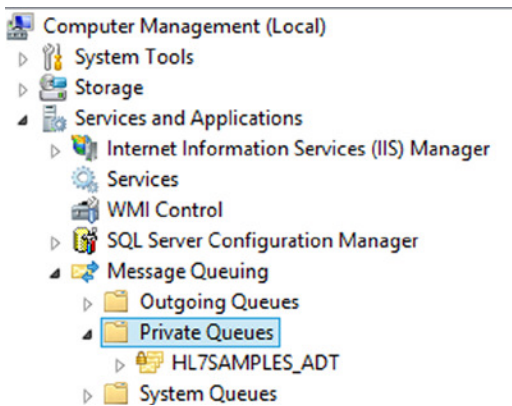 Computer Management (Local)
System Tools
Storage
Services and Applications
Internet Information Services (IIS) Manager
Services
WMI Control
SQL Server Configuration Manager
Message Queuing
Outgoing Queues
Private Queues
HL7SAMPLES_ADT
System Queues